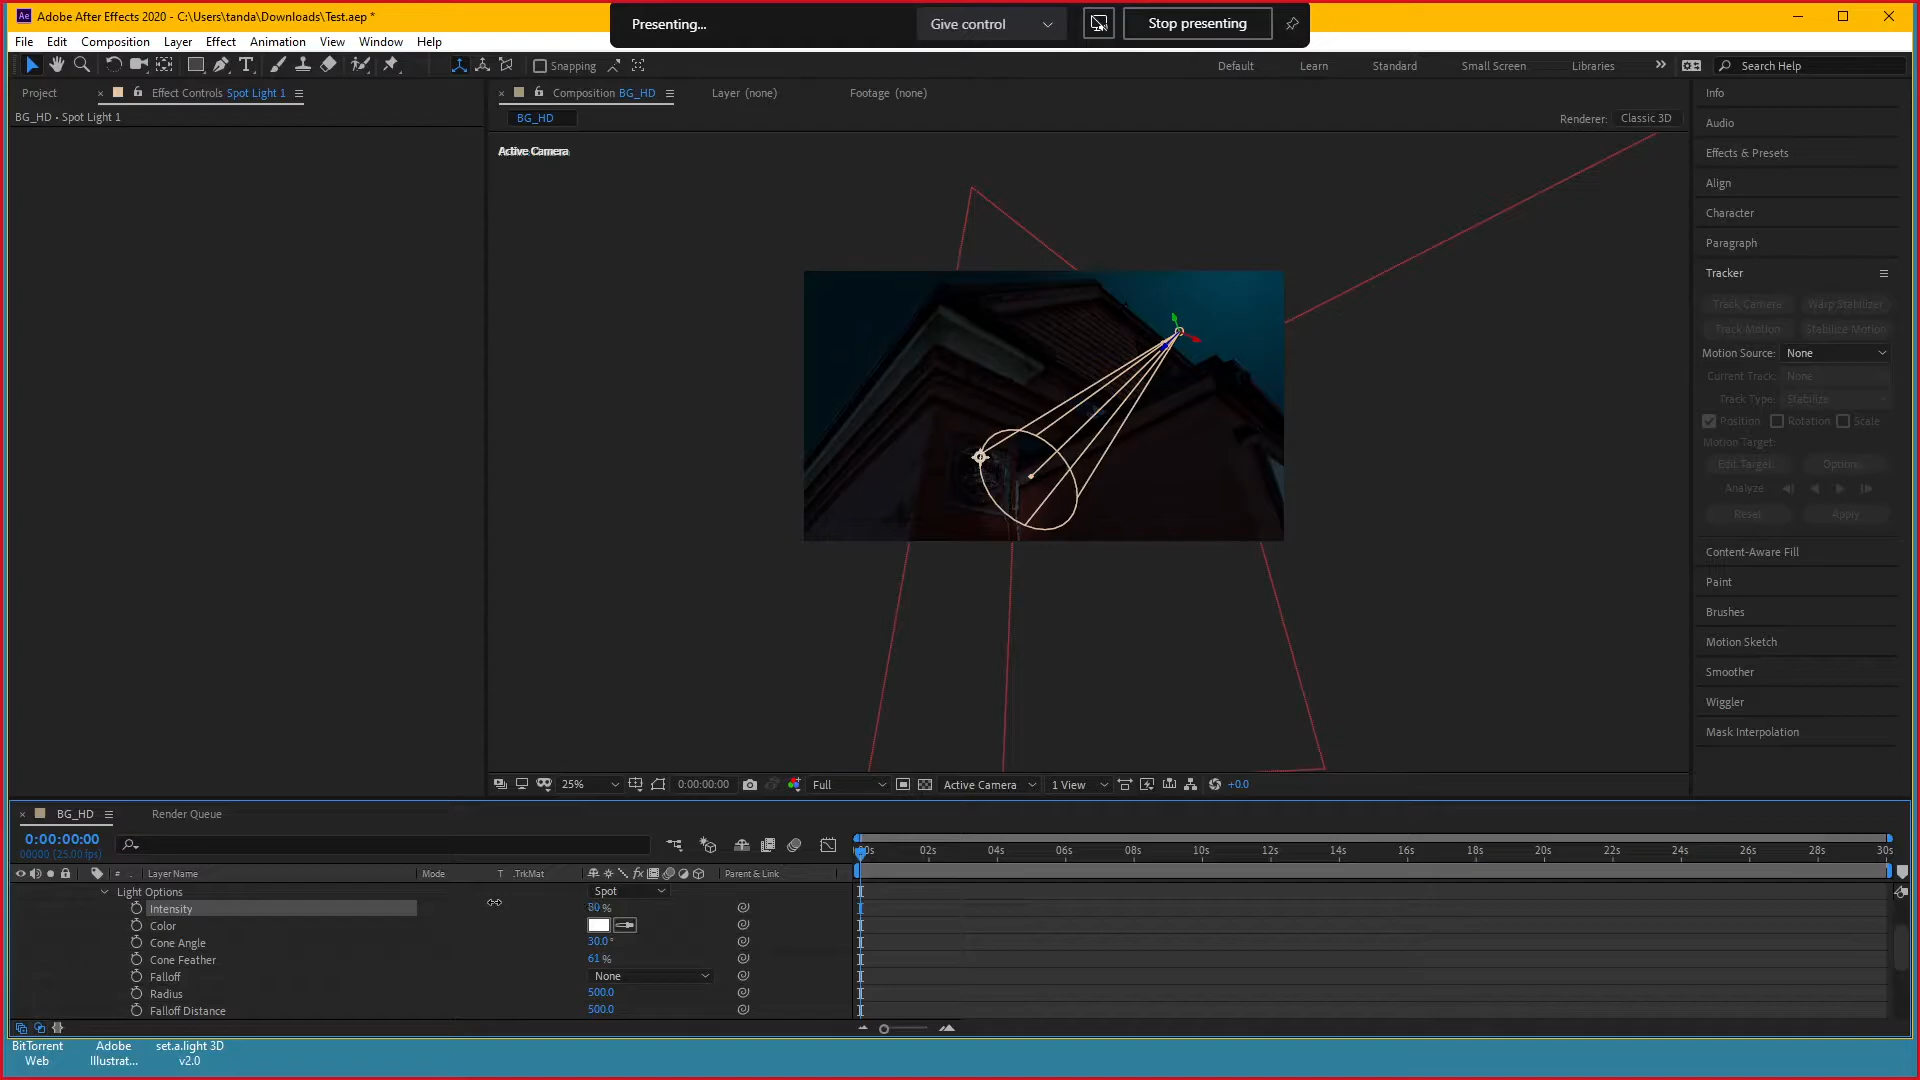 Adobe After Effects 2020 - C:\Users\tanda\Downloads\Test.aep *
Presenting...
Give control
Stop presenting
File Edit Composition Layer Effect Animation View Window Help
Snapping
Default Learn Standard Small Screen Libraries
Search Help
Project
Effect Controls Spot Light 1
Composition BG_HD
Layer (none)
Footage (none)
BG_HD • Spot Light 1
BG_HD
Renderer: Classic 3D
Active Camera
Info
Audio
Effects & Presets
Align
Character
Paragraph
Tracker
Track Camera Warp Stabilizer
Track Motion Stabilize Motion
Motion Source: None
Current Track: None
Track Type: Stabilize
Position Rotation Scale
Motion Target:
Edit Target... Options...
Analyze
Reset Apply
Content-Aware Fill
Paint
Brushes
Motion Sketch
Smoother
Wiggler
Mask Interpolation
25% 0:00:00:00 Full Active Camera 1 View +0.0
BG_HD
Render Queue
0:00:00:00
00000 (25.00 fps)
02s 04s 06s 08s 10s 12s 14s 16s 18s 20s 22s 24s 26s 28s 30s
# Layer Name Mode T .TrkMat Parent & Link
Light Options Spot
Intensity 80 %
Color
Cone Angle 30.0°
Cone Feather 61 %
Falloff None
Radius 500.0
Falloff Distance 500.0
BitTorrent Web
Adobe Illustrat...
set.a.light 3D v2.0